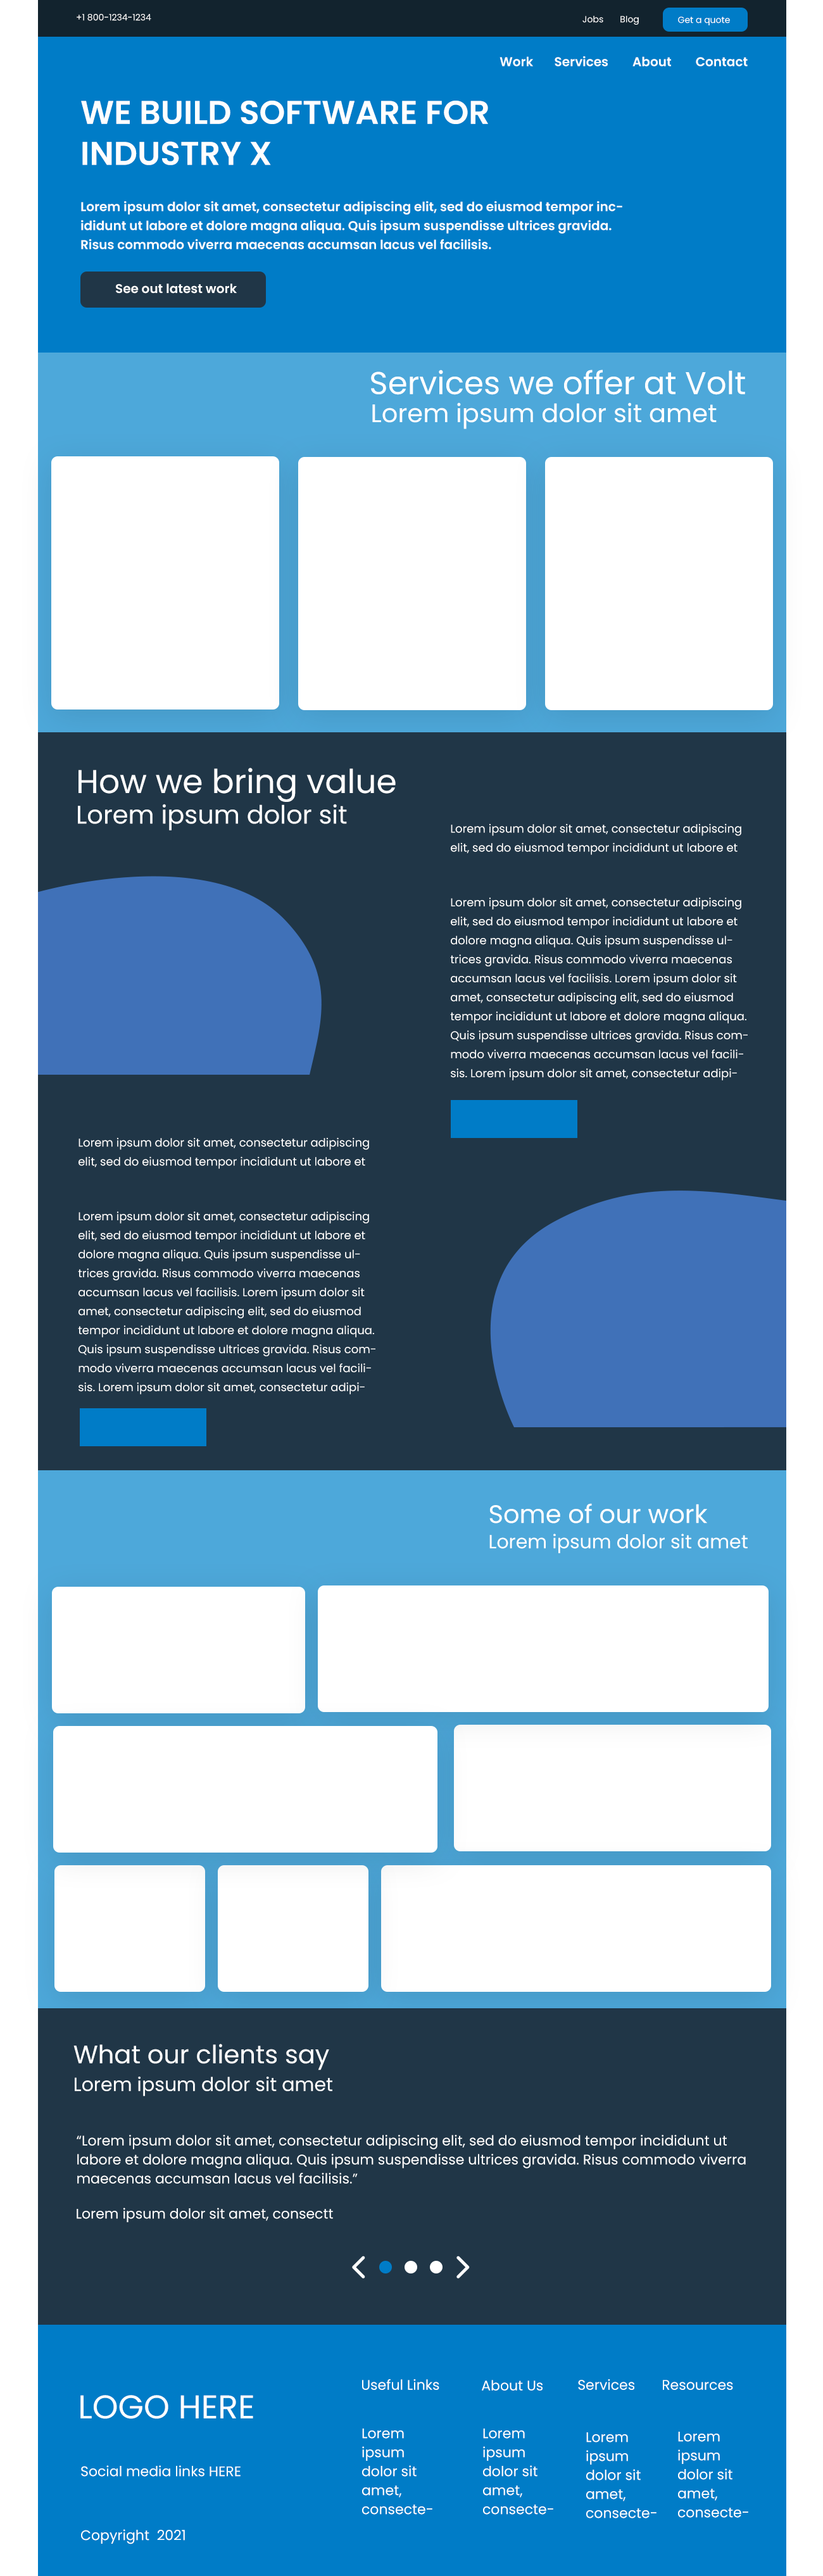 +1 800-1234-1234
Jobs Blog Get a quote
Work Services About Contact
WE BUILD SOFTWARE FOR
INDUSTRY X
Lorem ipsum dolor sit amet, consectetur adipiscing elit, sed do eiusmod tempor inc-
ididunt ut labore et dolore magna aliqua. Quis ipsum suspendisse ultrices gravida.
Risus commodo viverra maecenas accumsan lacus vel facilisis.
See out latest work
Services we offer at Volt
Lorem ipsum dolor sit amet
How we bring value
Lorem ipsum dolor sit
Lorem ipsum dolor sit amet, consectetur adipiscing
elit, sed do eiusmod tempor incididunt ut labore et
Lorem ipsum dolor sit amet, consectetur adipiscing
elit, sed do eiusmod tempor incididunt ut labore et
dolore magna aliqua. Quis ipsum suspendisse ul-
trices gravida. Risus commodo viverra maecenas
accumsan lacus vel facilisis. Lorem ipsum dolor sit
amet, consectetur adipiscing elit, sed do eiusmod
tempor incididunt ut labore et dolore magna aliqua.
Quis ipsum suspendisse ultrices gravida. Risus com-
modo viverra maecenas accumsan lacus vel facili-
sis. Lorem ipsum dolor sit amet, consectetur adipi-
Lorem ipsum dolor sit amet, consectetur adipiscing
elit, sed do eiusmod tempor incididunt ut labore et
Lorem ipsum dolor sit amet, consectetur adipiscing
elit, sed do eiusmod tempor incididunt ut labore et
dolore magna aliqua. Quis ipsum suspendisse ul-
trices gravida. Risus commodo viverra maecenas
accumsan lacus vel facilisis. Lorem ipsum dolor sit
amet, consectetur adipiscing elit, sed do eiusmod
tempor incididunt ut labore et dolore magna aliqua.
Quis ipsum suspendisse ultrices gravida. Risus com-
modo viverra maecenas accumsan lacus vel facili-
sis. Lorem ipsum dolor sit amet, consectetur adipi-
Some of our work
Lorem ipsum dolor sit amet
What our clients say
Lorem ipsum dolor sit amet
“Lorem ipsum dolor sit amet, consectetur adipiscing elit, sed do eiusmod tempor incididunt ut
labore et dolore magna aliqua. Quis ipsum suspendisse ultrices gravida. Risus commodo viverra
maecenas accumsan lacus vel facilisis.”
Lorem ipsum dolor sit amet, consectt
LOGO HERE
Social media links HERE
Copyright 2021
Useful Links
Lorem
ipsum
dolor sit
amet,
consecte-
About Us
Lorem
ipsum
dolor sit
amet,
consecte-
Services
Lorem
ipsum
dolor sit
amet,
consecte-
Resources
Lorem
ipsum
dolor sit
amet,
consecte-